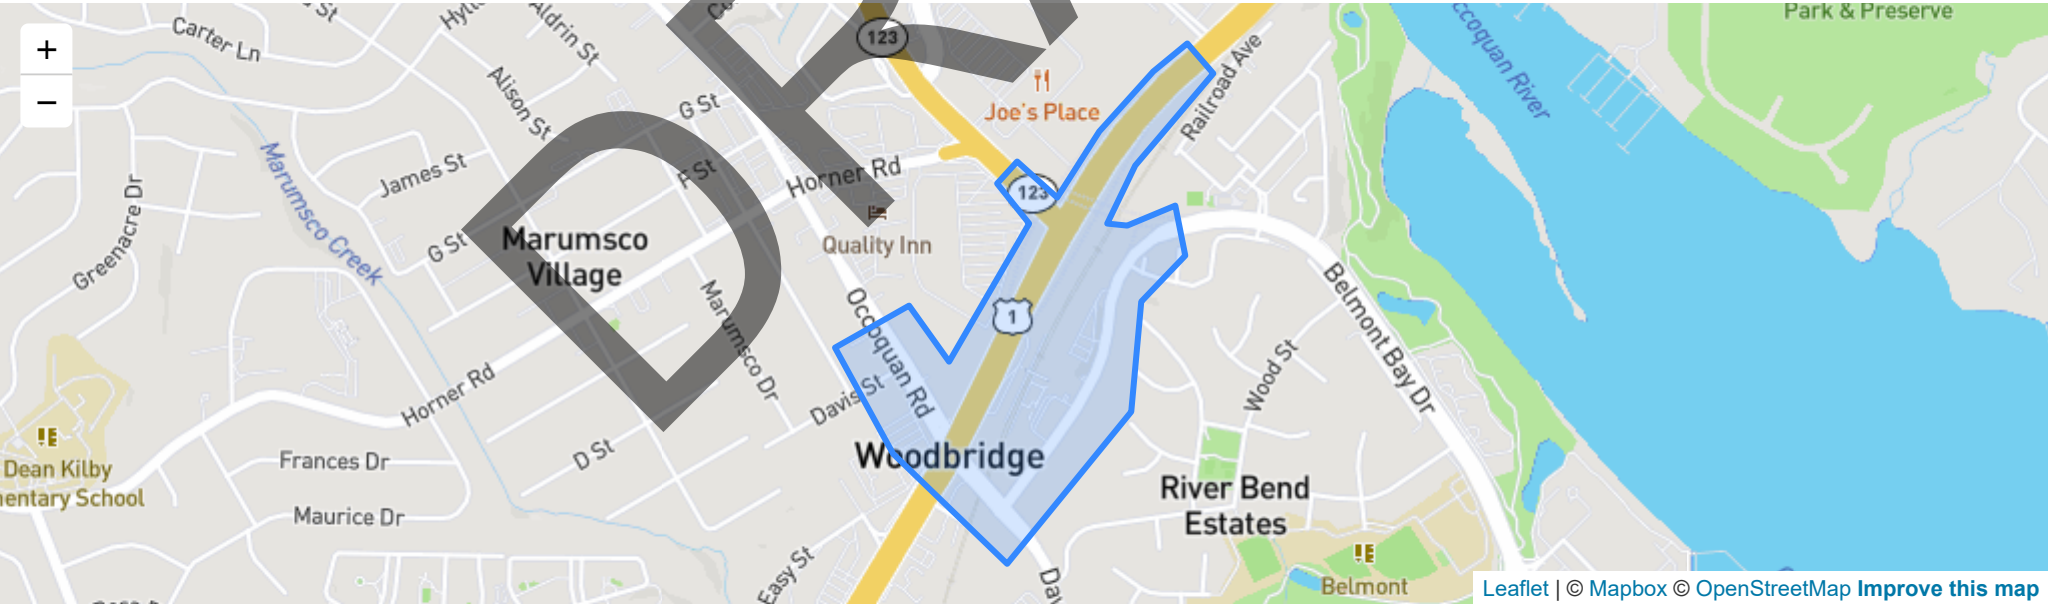 +
−
Carter Ln
Aldrin St
Alison St
123
G St
Joe's Place
Railroad Ave
Occoquan River
Park & Preserve
James St
F St
Horner Rd
Marumsco Creek
Greenacre Dr
G St
Marumsco
Village
Quality Inn
123
1
Occoquan Rd
Marumsco Dr
Davis St
Horner Rd
D St
Woodbridge
Wood St
Belmont Bay Dr
Dean Kilby
mentary School
Frances Dr
Maurice Dr
River Bend
Estates
Easy St
Belmont
D
Leaflet | © Mapbox © OpenStreetMap Improve this map